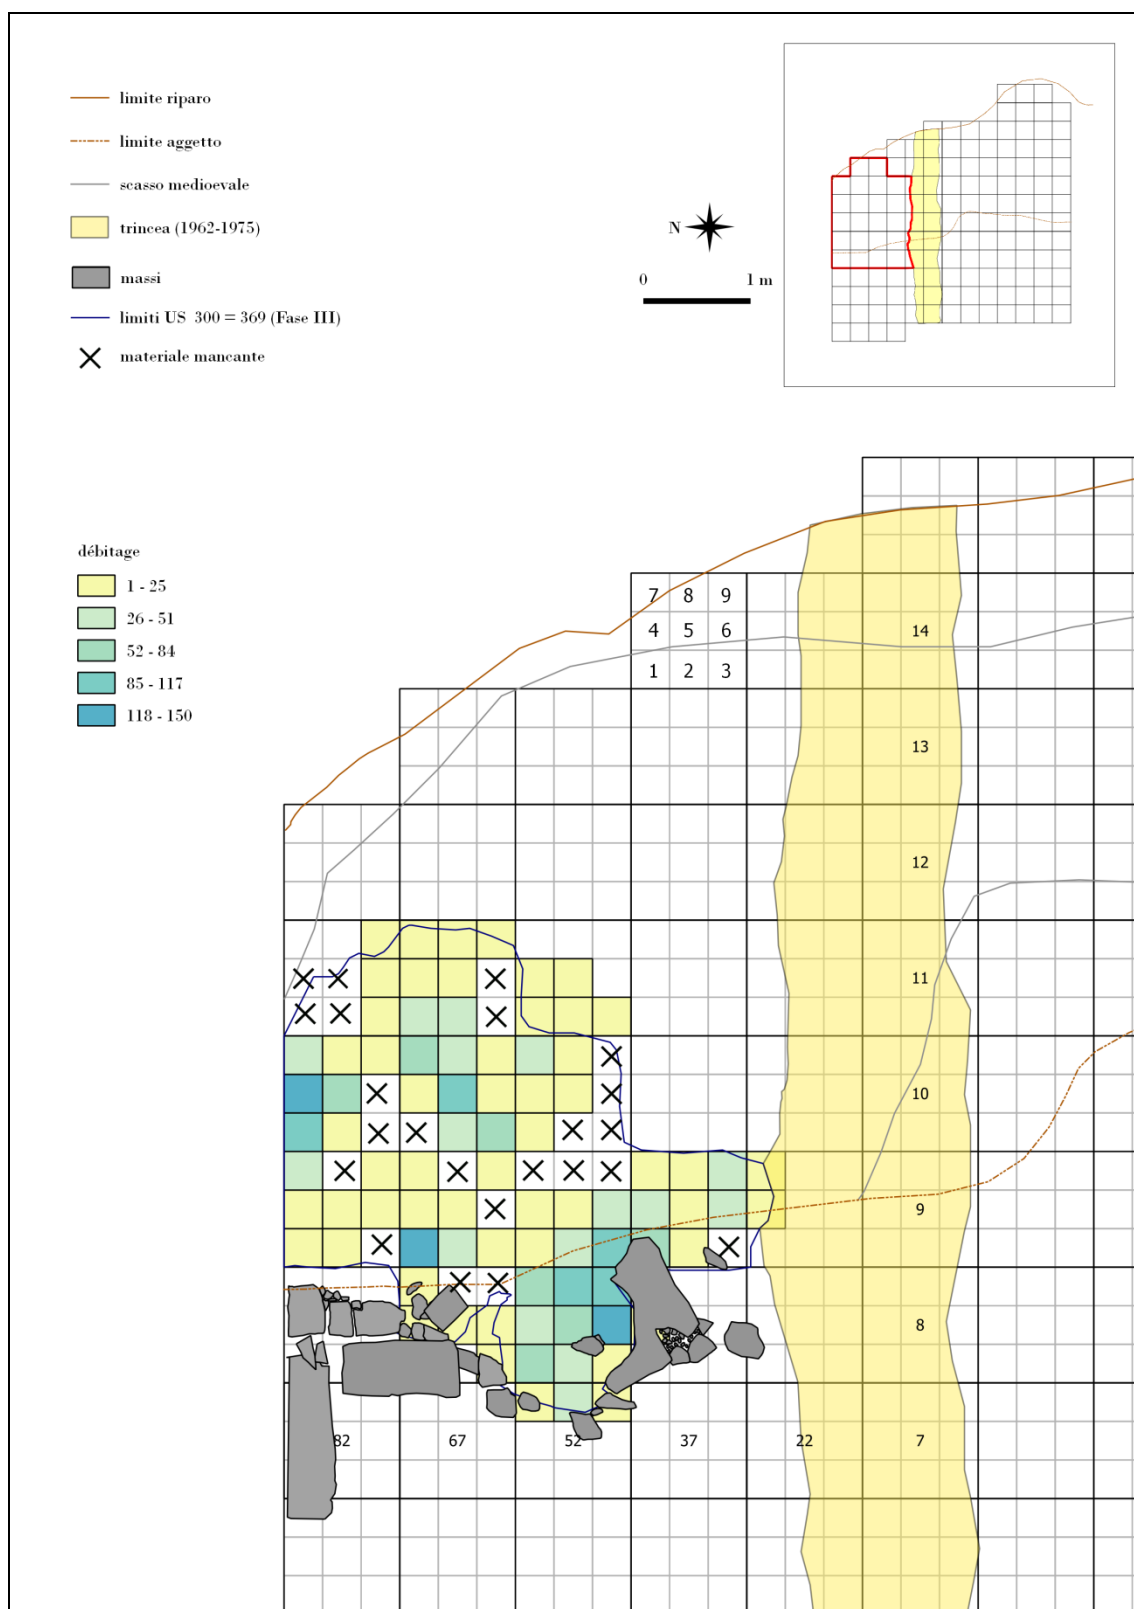 limite riparo
limite aggetto
scasso medioevale
trincea (1962-1975)
massi
limiti US 300 = 369 (Fase III)
materiale mancante
N
0 1 m
débitage
1 - 25
26 - 51
52 - 84
85 - 117
118 - 150
7 8 9
4 5 6
1 2 3
14
13
12
11
10
9
8
82 67 52 37 22 7